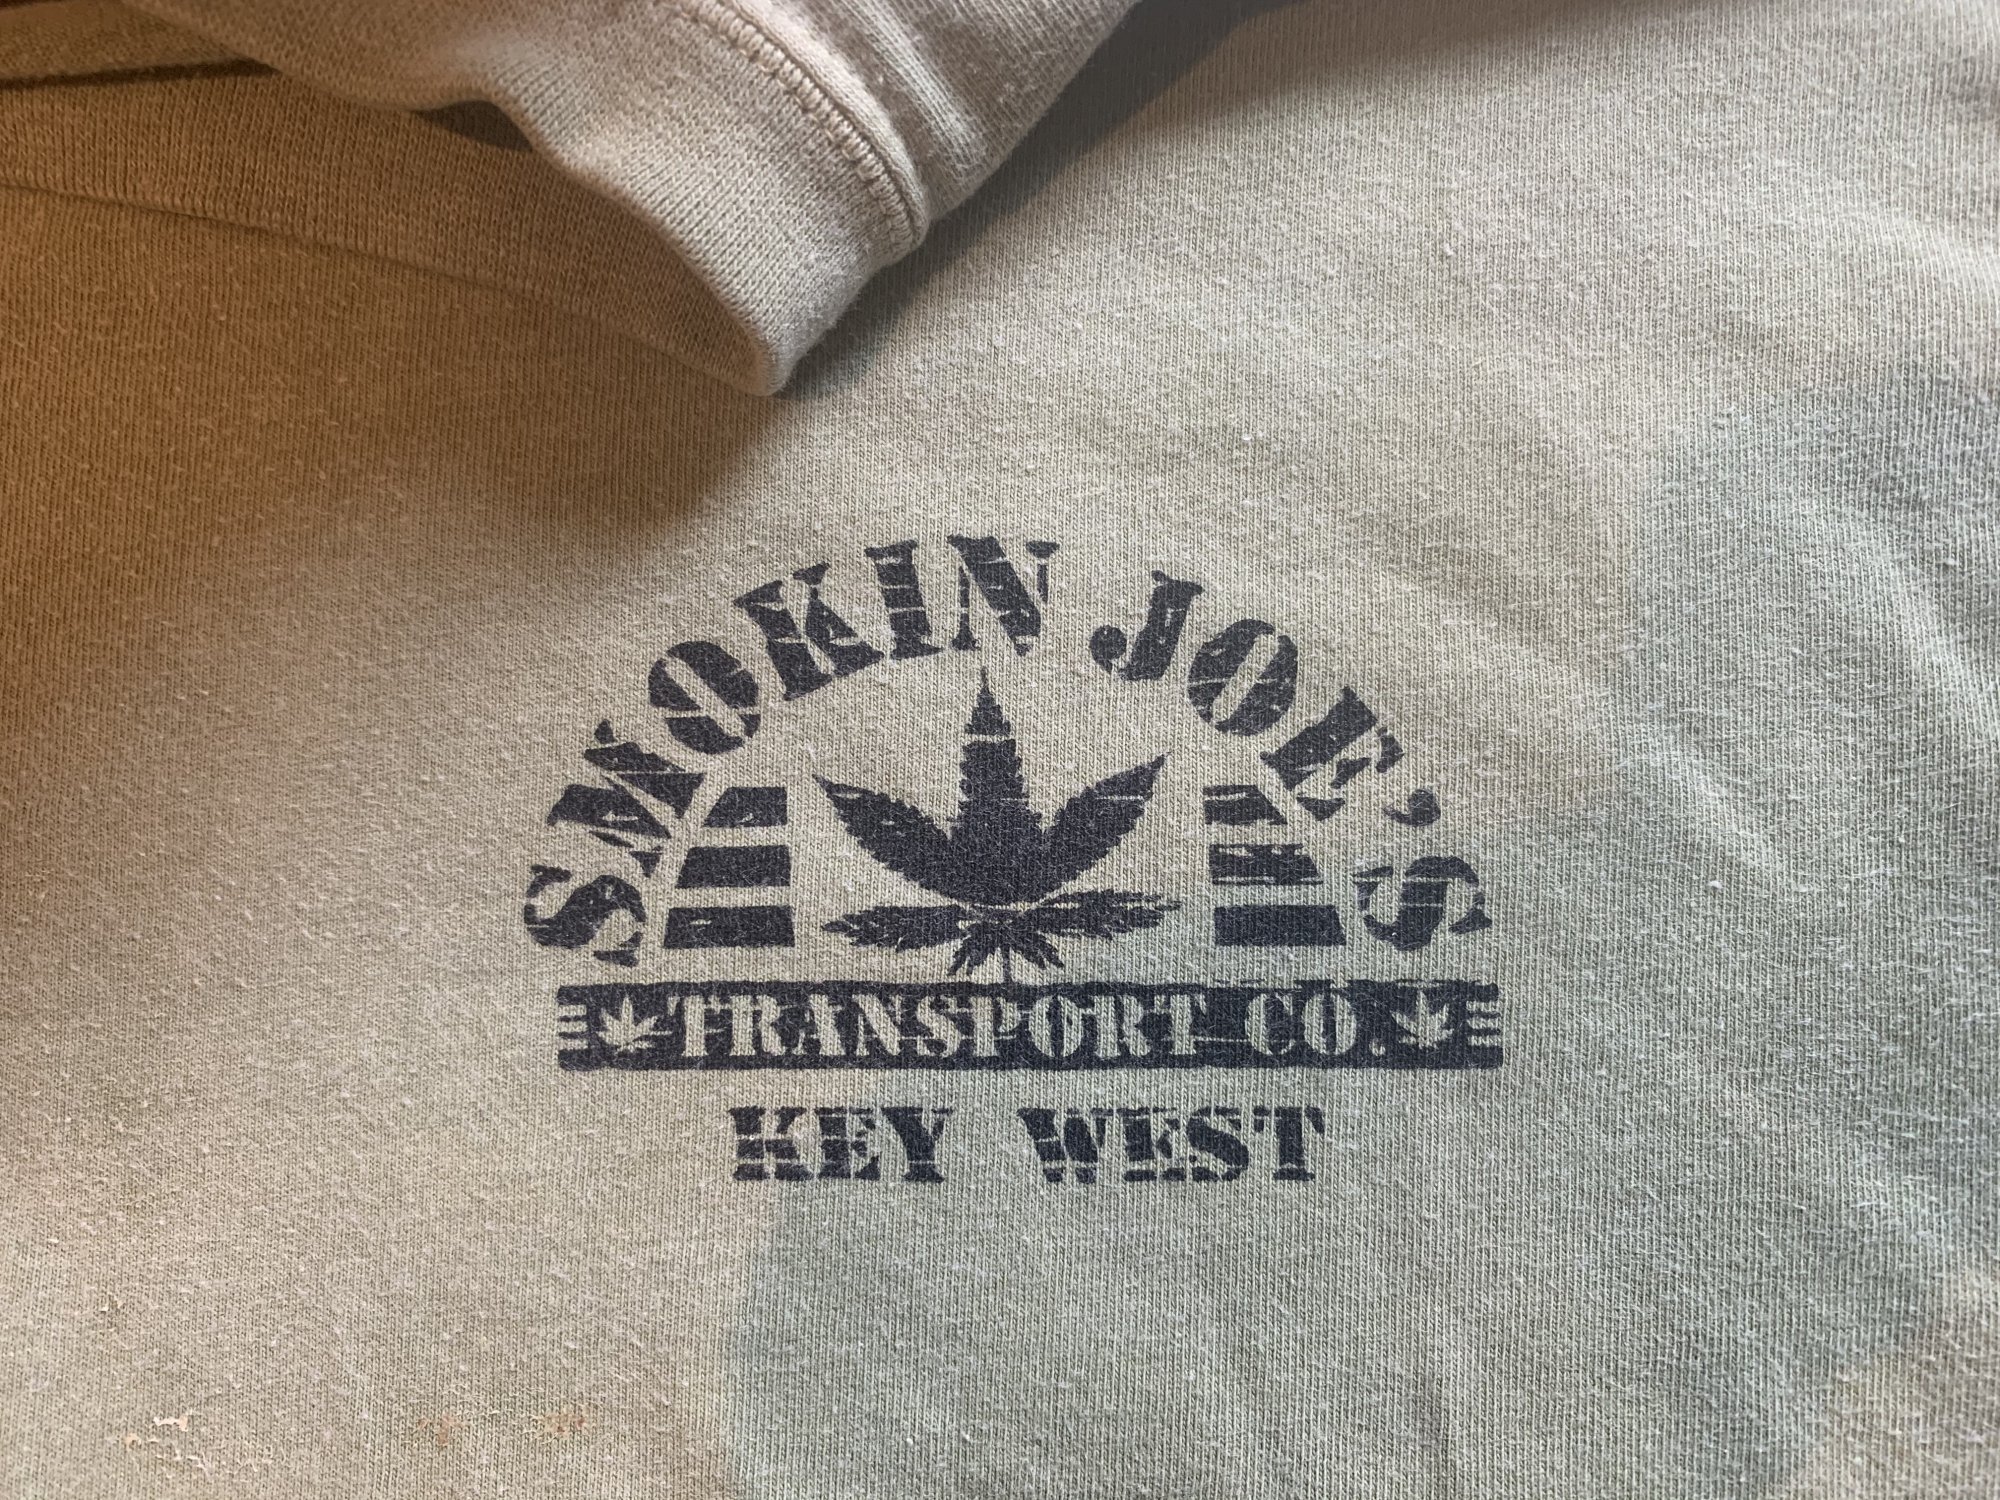 SMOKIN JOE'S
TRANSPORT CO.
KEY WEST